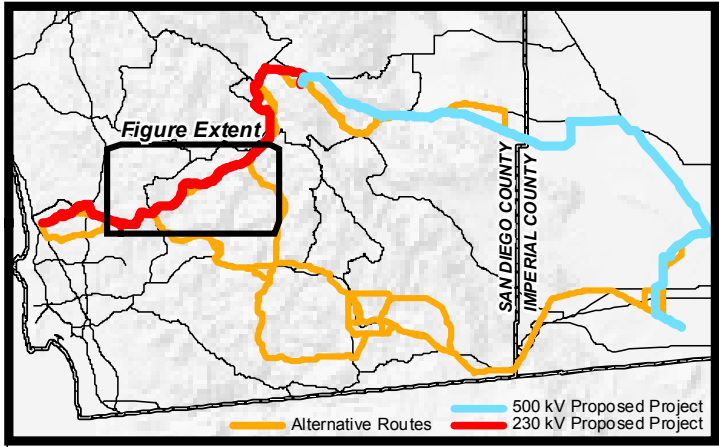 Figure Extent
SAN DIEGO COUNTY
IMPERIAL COUNTY
500 kV Proposed Project
Alternative Routes
230 kV Proposed Project